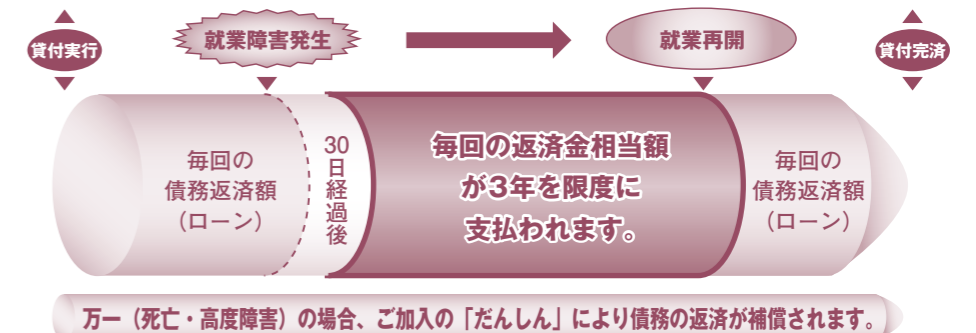 貸付実行
就業障害発生
就業再開
貸付完済
毎回の
債務返済額
（ローン）
30日経過後
毎回の返済金相当額
が3年を限度に
支払われます。
毎回の
債務返済額
（ローン）
万一（死亡・高度障害）の場合、ご加入の「だんしん」により債務の返済が補償されます。